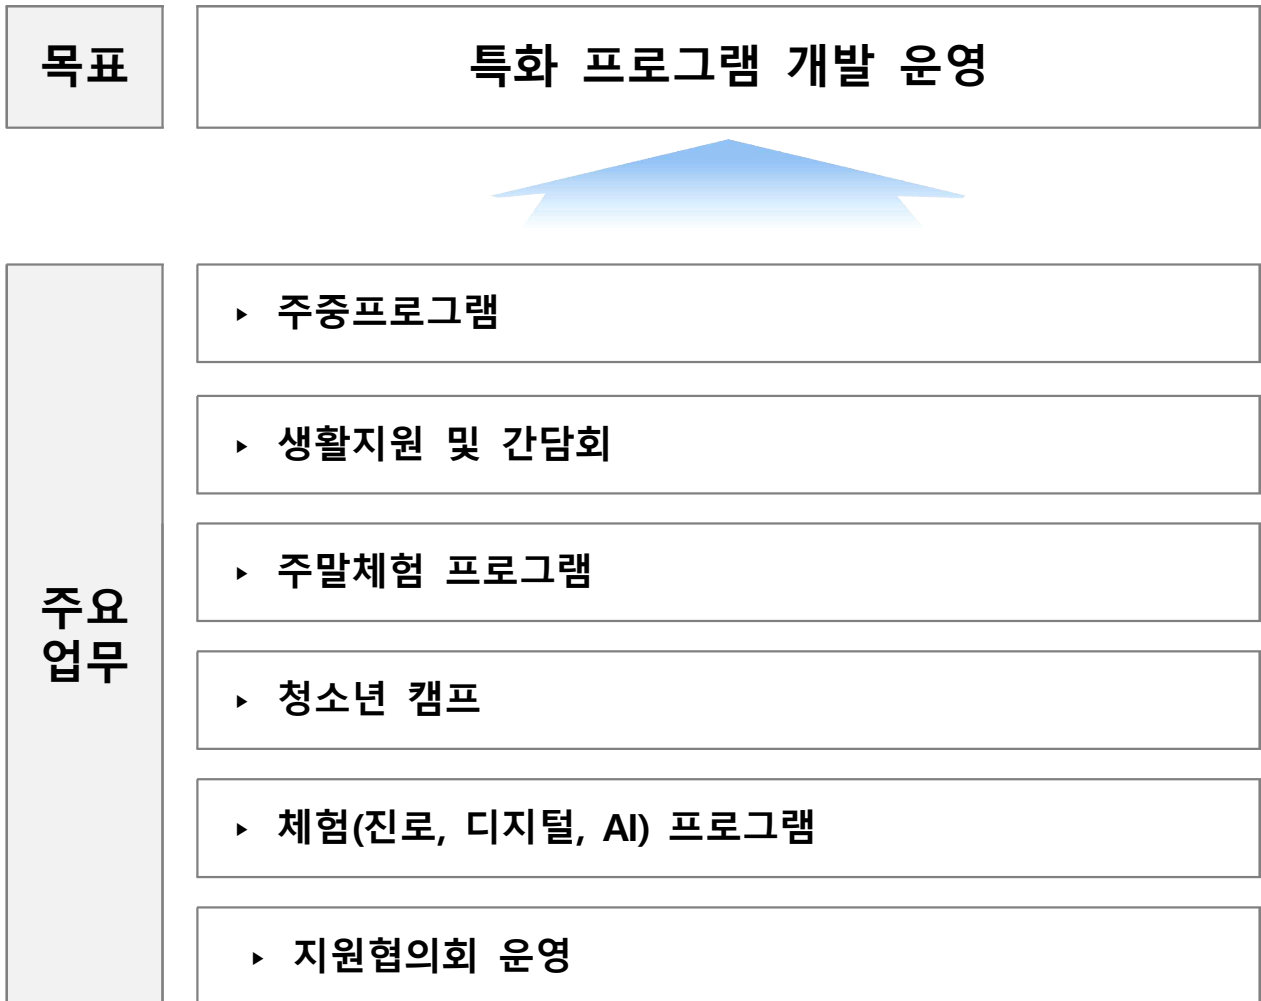 목표
특화 프로그램 개발 운영
주요
업무
▸ 주중프로그램
▸ 생활지원 및 간담회
▸ 주말체험 프로그램
▸ 청소년 캠프
▸ 체험(진로, 디지털, AI) 프로그램
▸ 지원협의회 운영